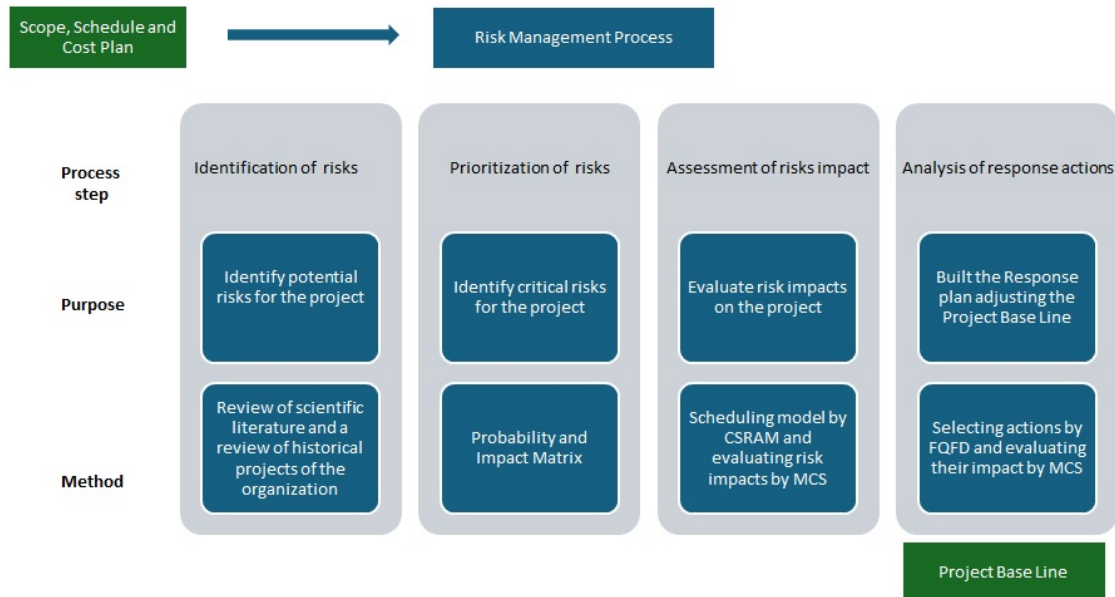 Scope, Schedule and
Cost Plan
Risk Management Process
Process
step
Identification of risks
Prioritization of risks
Assessment of risks impact
Analysis of response actions
Purpose
Identify potential
risks for the project
Identify critical risks
for the project
Evaluate risk impacts
on the project
Built the Response
plan adjusting the
Project Base Line
Method
Review of scientific
literature and a
review of historical
projects of the
organization
Probability and
Impact Matrix
Scheduling model by
CSRAM and
evaluating risk
impacts by MCS
Selecting actions by
FQFD and evaluating
their impact by MCS
Project Base Line